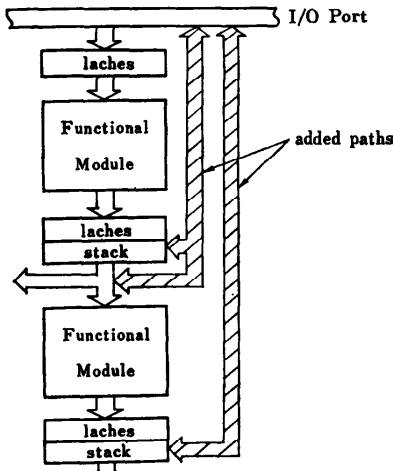 I/O Port
laches
Functional
Module
added paths
laches
stack
Functional
Module
laches
stack